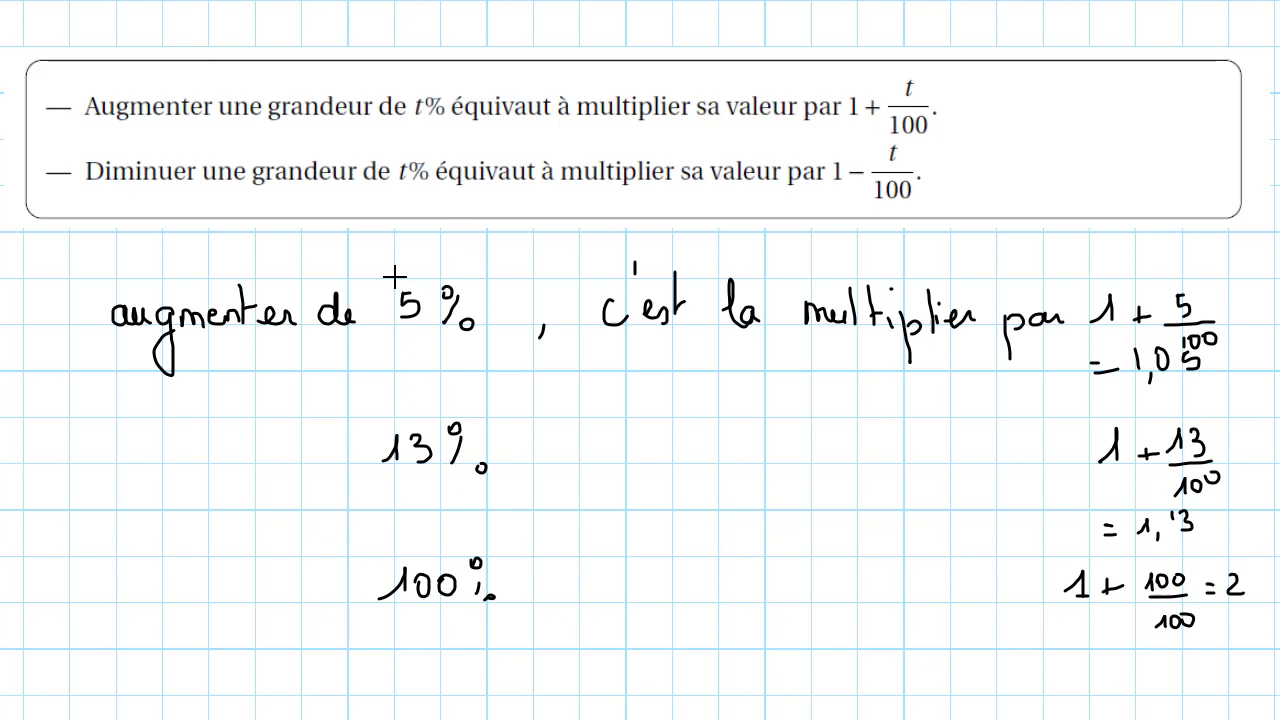 — Augmenter une grandeur de t% équivaut à multiplier sa valeur par 1 + t/100.
— Diminuer une grandeur de t% équivaut à multiplier sa valeur par 1 − t/100.
augmenter de 5%, c'est la multiplier par 1 + 5/100
= 1,05
13% 1 + 13/100
= 1,13
100% 1 + 100/100 = 2